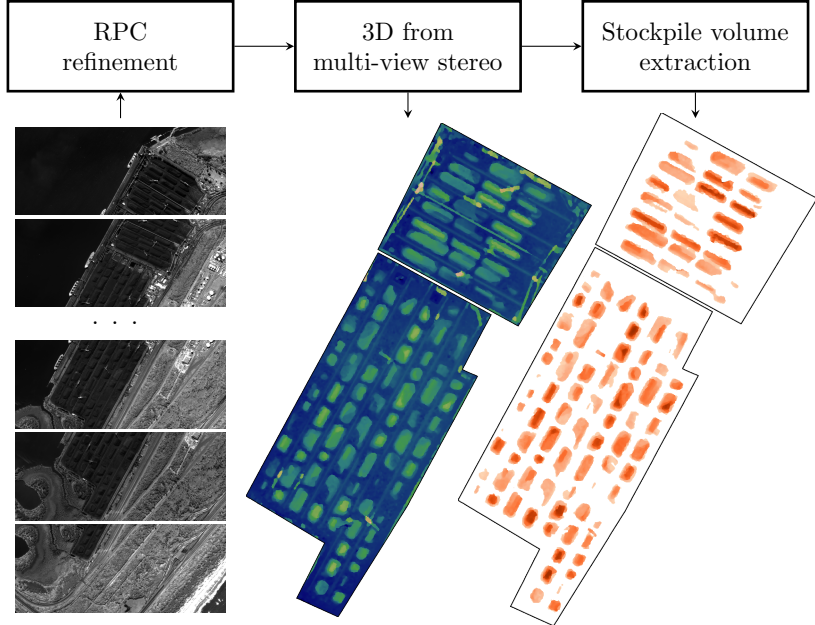 RPC
refinement
3D from
multi-view stereo
Stockpile volume
extraction
. . .